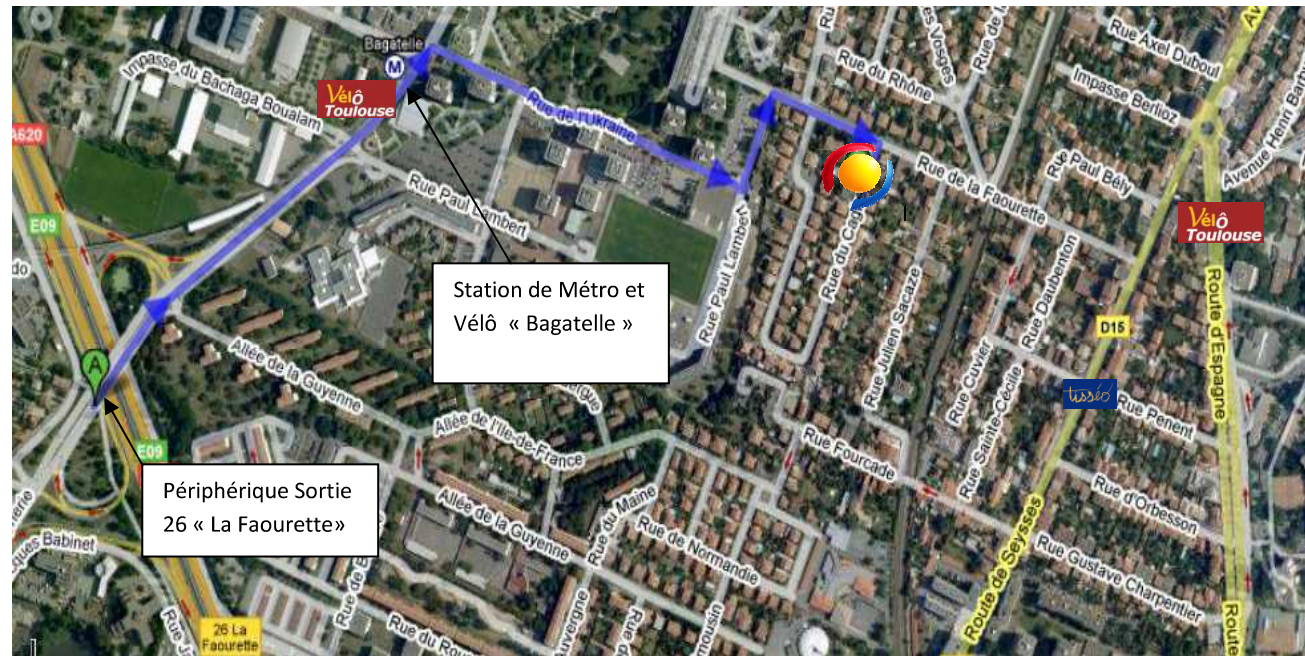 Bagatelle
M
Vélô
Toulouse
Impasse du Bachaga Boualam
A620
E09
Rue de l'Ukraine
Rue Paul Lambert
Rue Paul Lambert
Rue du Rhône
Rue Axel Duboul
Impasse Berlioz
Avenue Henri
Rue Paul Bély
Rue de la Faourette
Vélô
Toulouse
Station de Métro et
Vélô « Bagatelle »
Rue Julien Sacaze
Rue Daubenton
Rue Cuvier
Rue Sainte-Cécile
D15
Route d'Espagne
tisséo
Rue Penent
A
Allée de la Guyenne
Allée de l'Ile-de-France
Rue Fourcade
E09
Périphérique Sortie
26 « La Faourette»
Allée de la Guyenne
Rue du Maine
Rue de Normandie
Rue d'Orbesson
Rue Gustave Charpentier
Route de Seysses
Route
26 La
Faourette